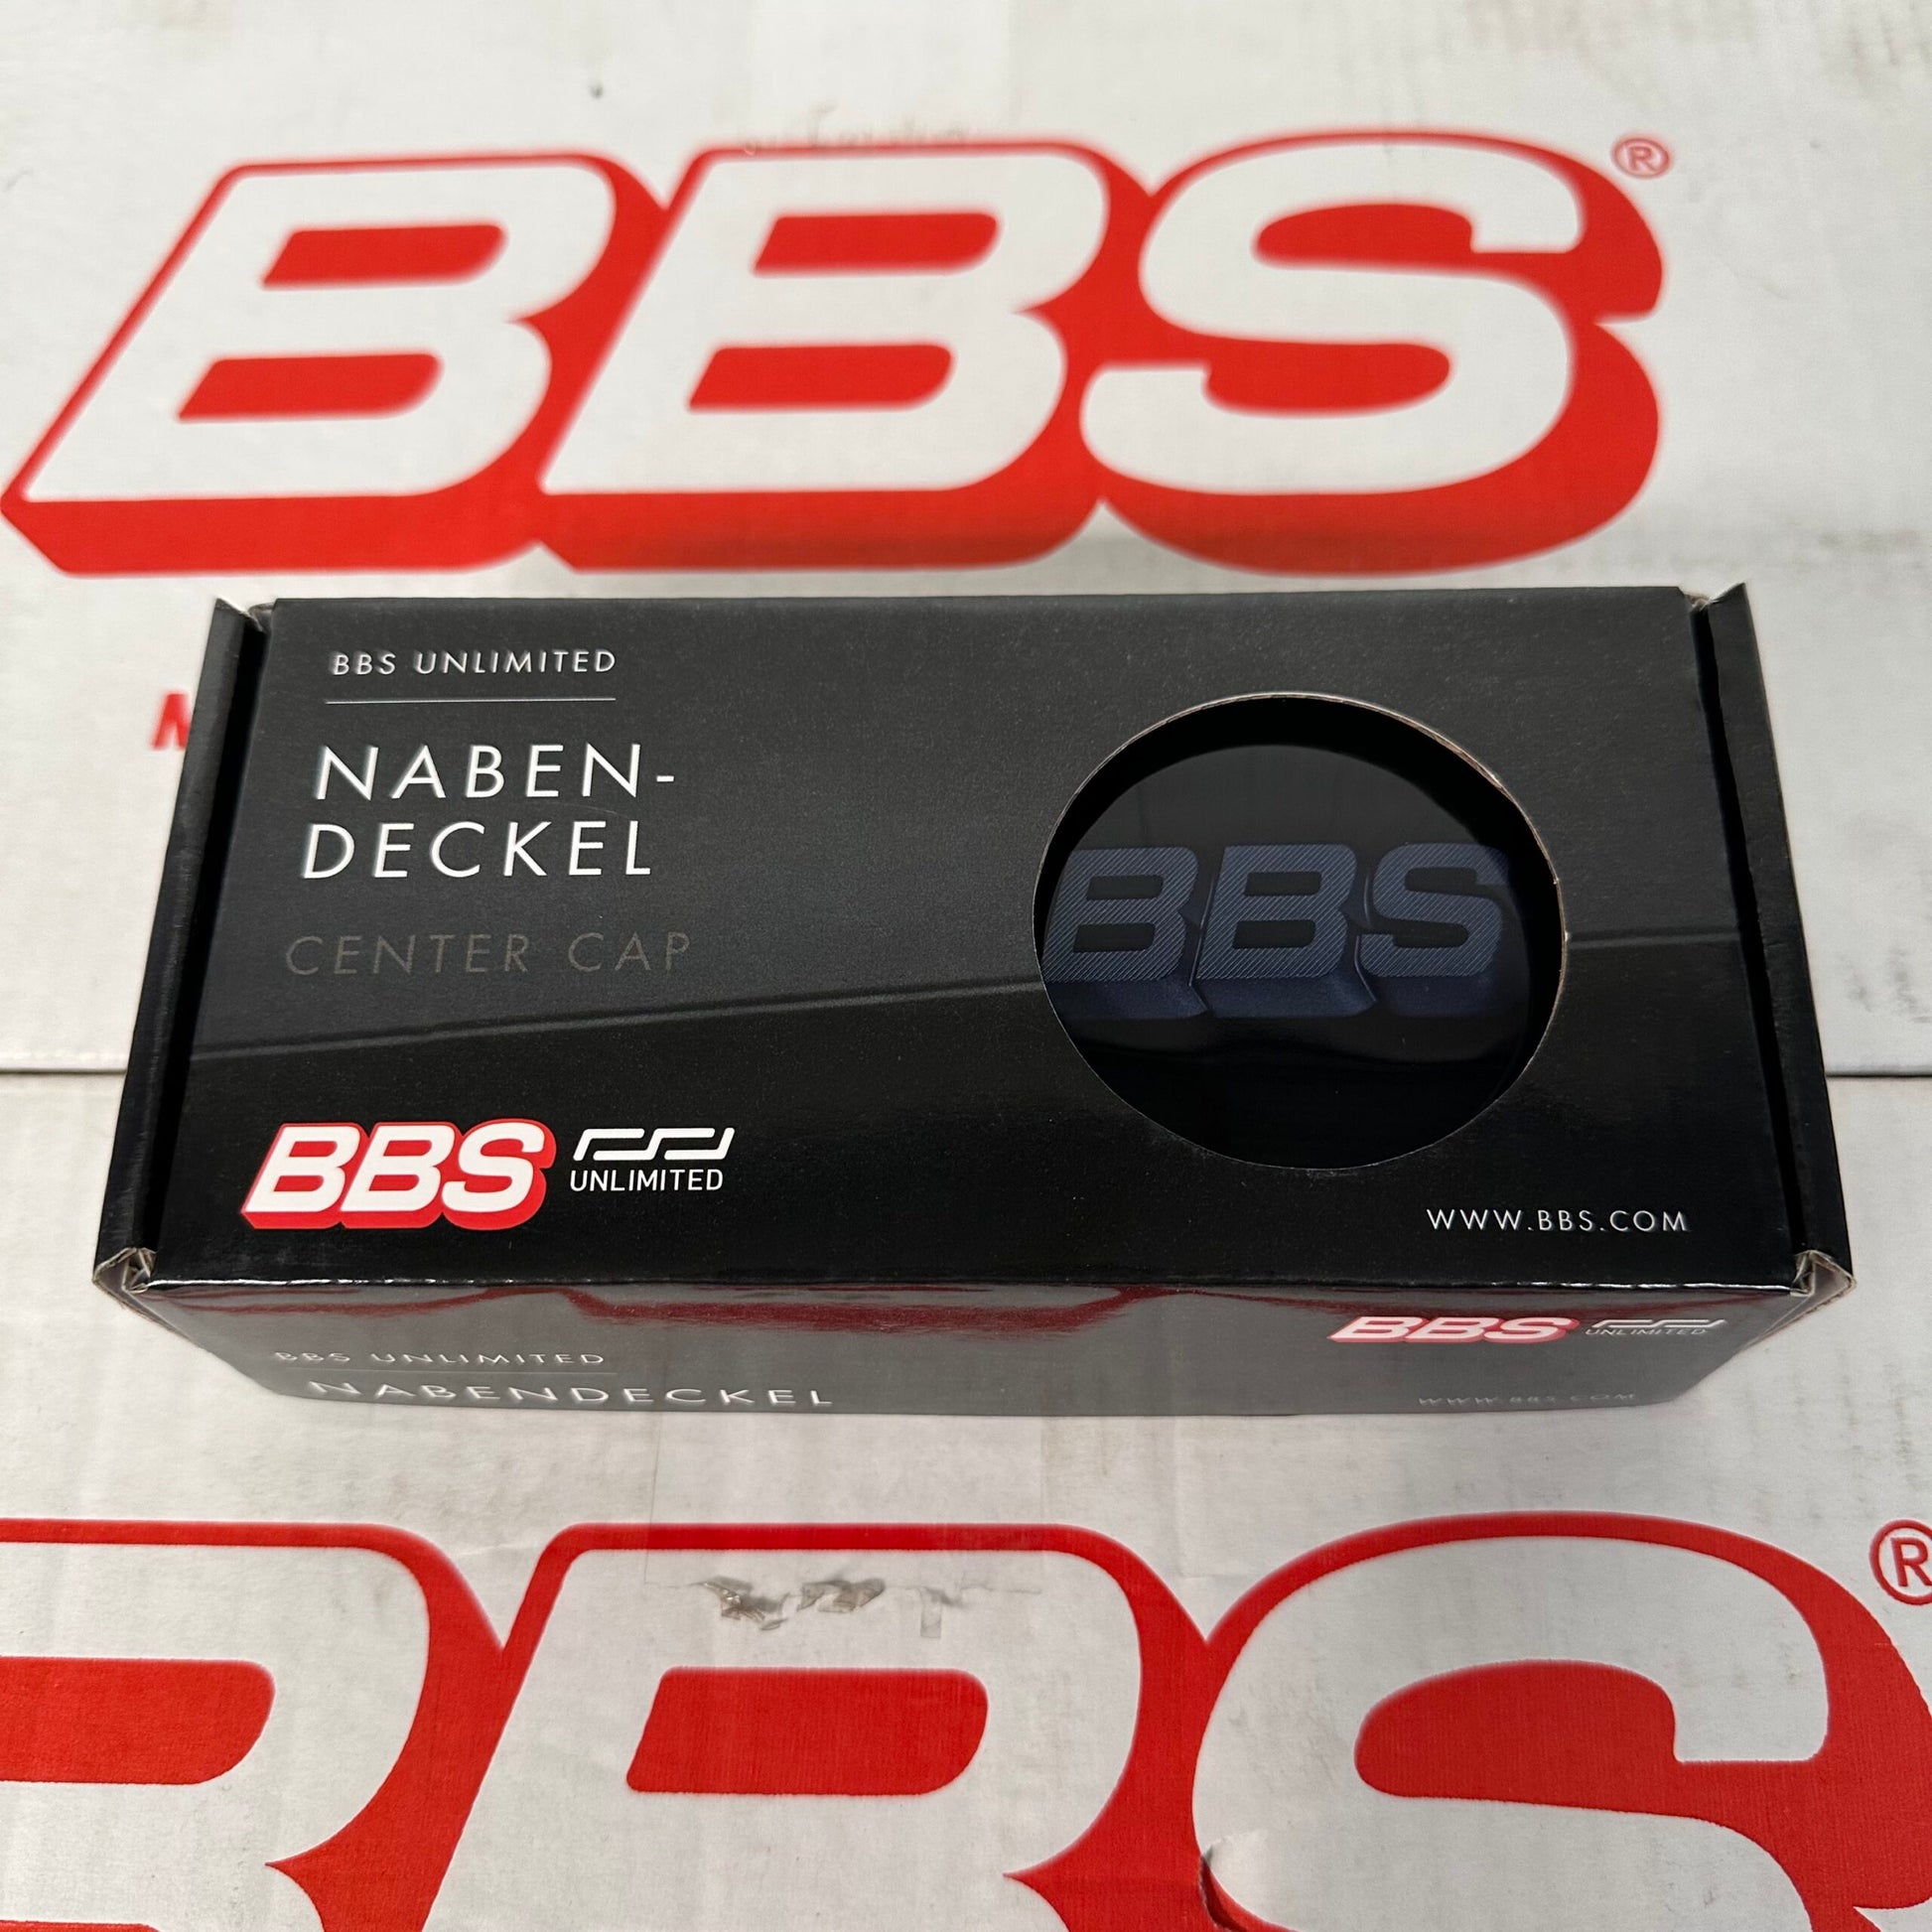 BBS®
BBS UNLIMITED
NABEN-
DECKEL
CENTER CAP
BBS
BBS UNLIMITED
WWW.BBS.COM
BBS UNLIMITED
NABENDECKEL
BBS UNLIMITED
WWW.BBS.COM
BBS®